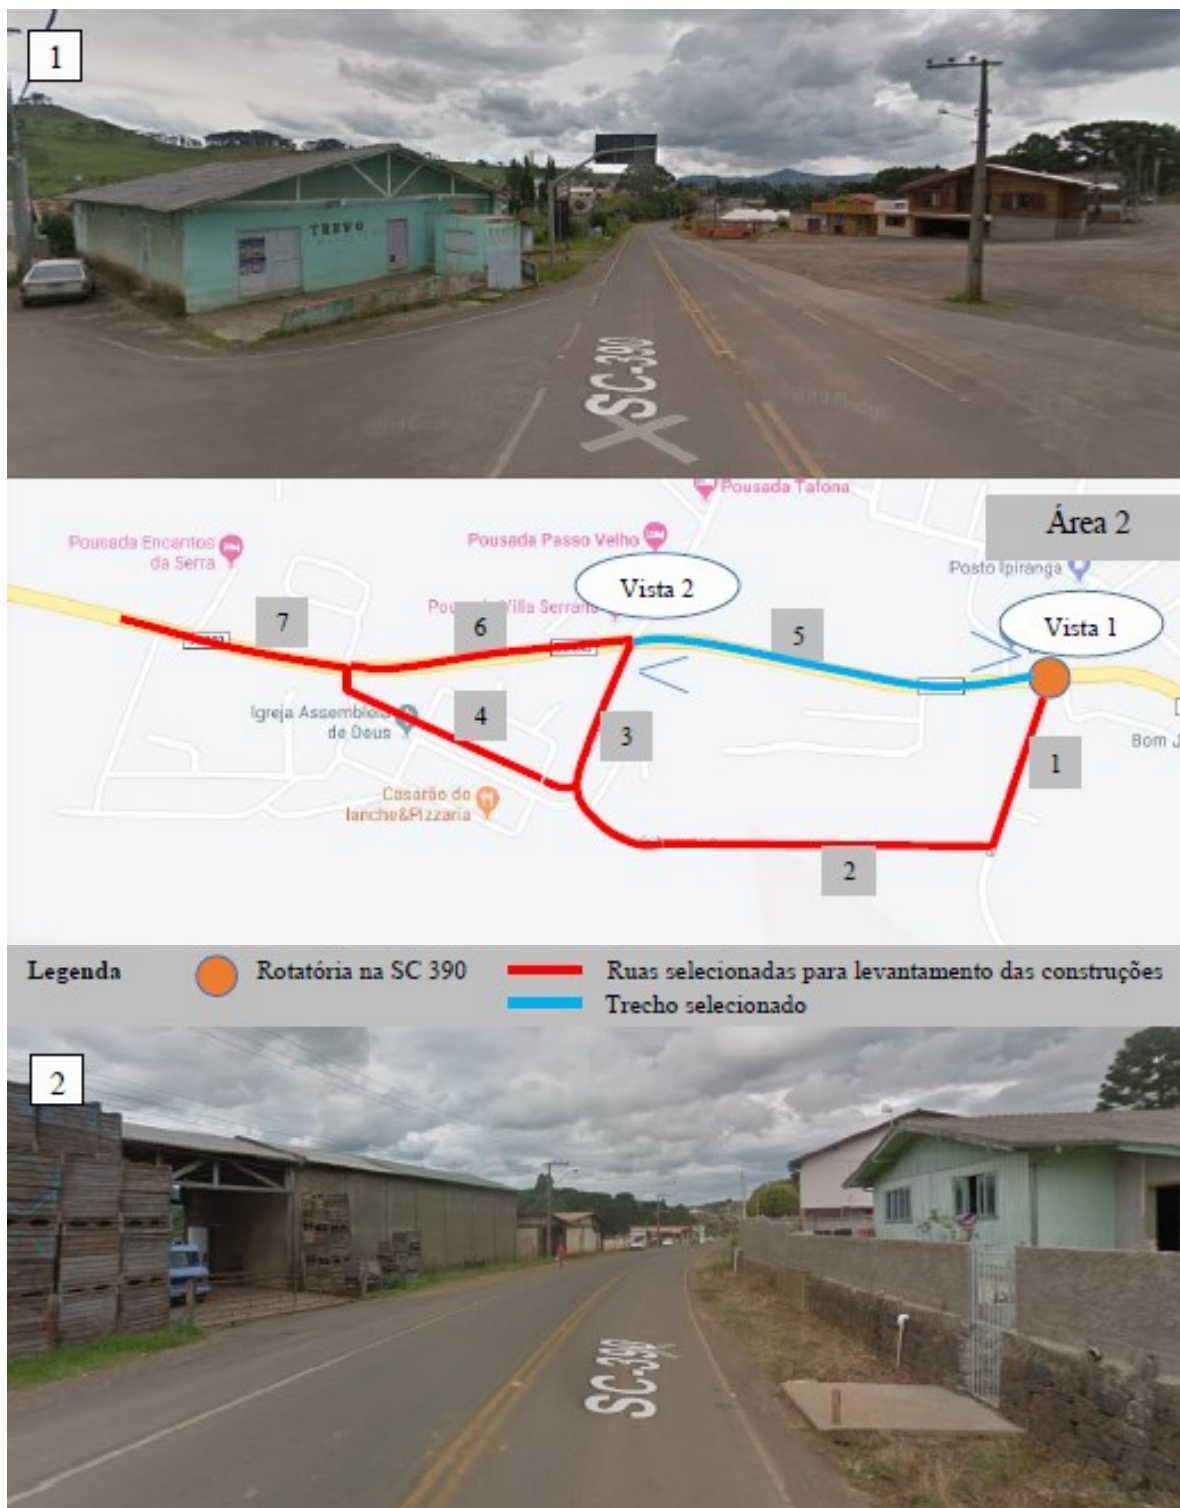 1
TREVO
SC-390
Pousada Tafona
Área 2
Pousada Encantos
da Serra
Pousada Passo Velho
Posto Ipiranga
Vista 2
Vista 1
7
6
5
4
3
Igreja Assembleia
de Deus
1
Bom J
Casarão do
lanche&Pizzaria
2
Legenda
Rotatória na SC 390
Ruas selecionadas para levantamento das construções
Trecho selecionado
2
SC-390